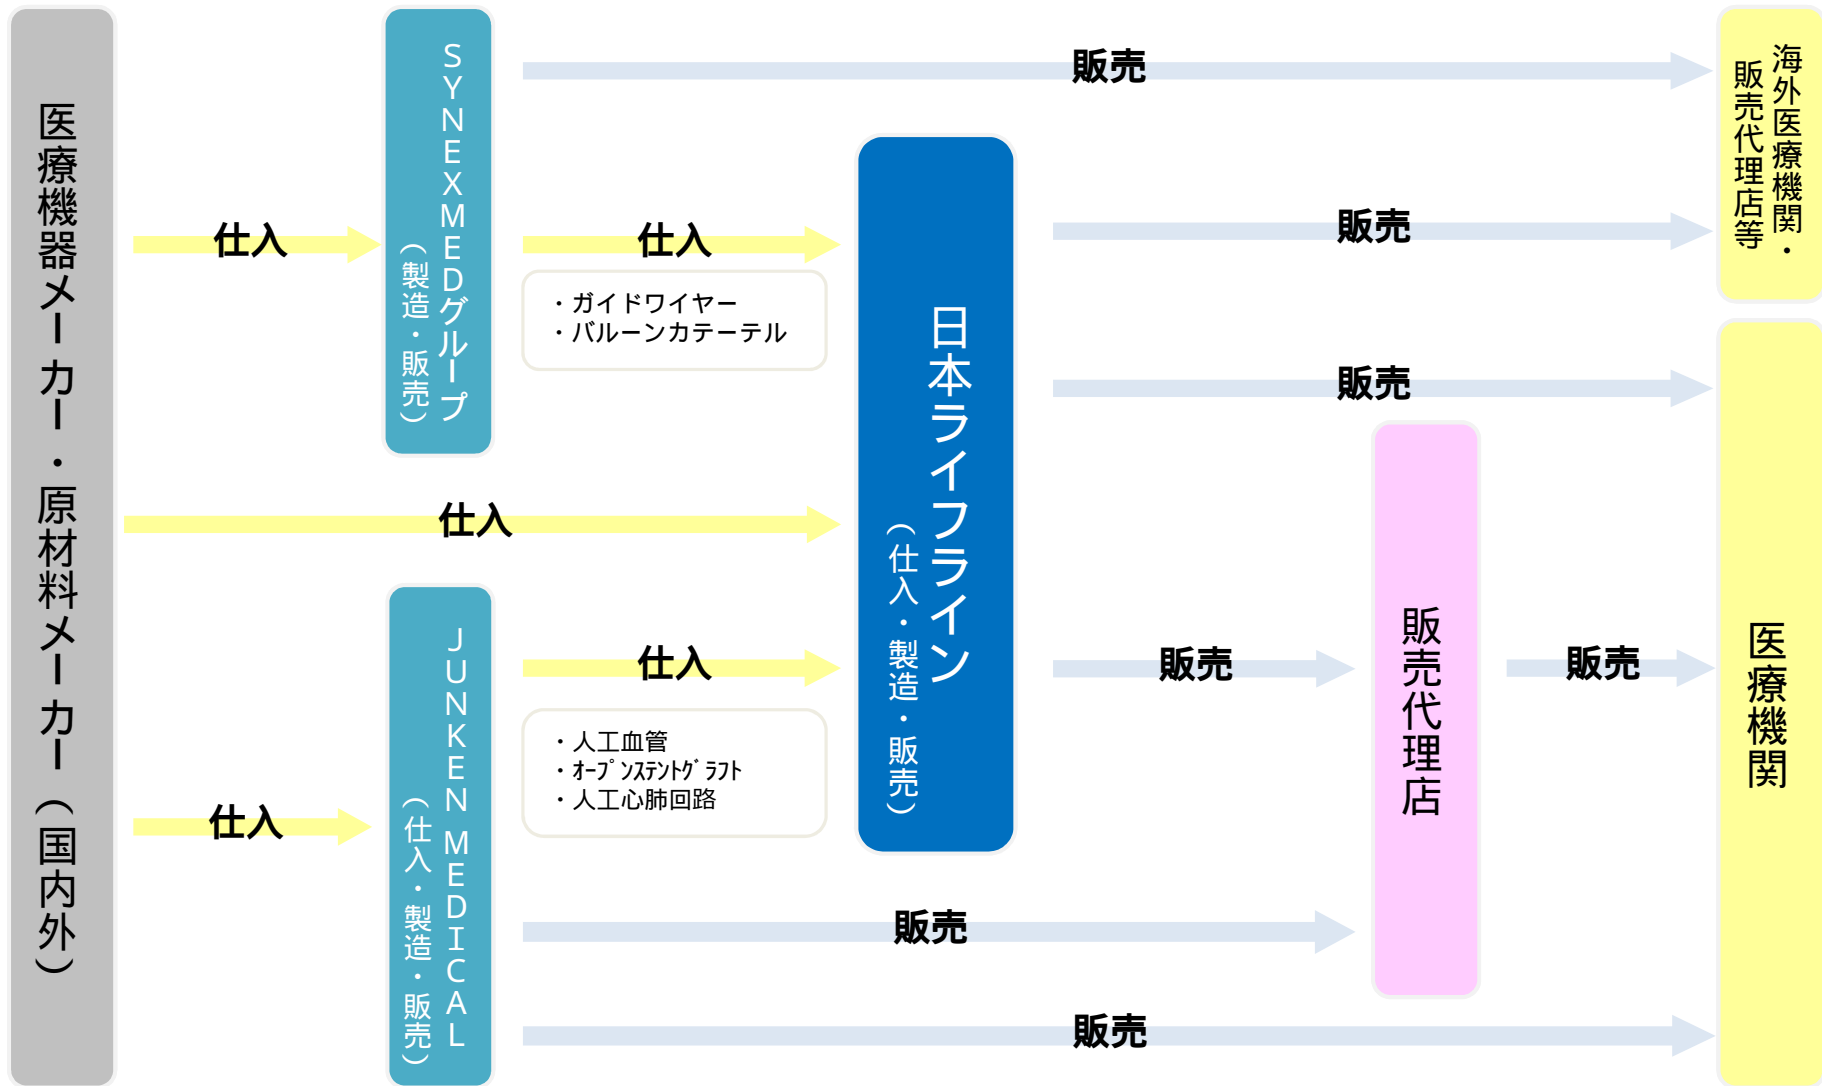 医療機器メーカー・原材料メーカー（国内外）
仕入
仕入
仕入
SYNEXMEDグループ
（製造・販売）
JUNKEN MEDICAL
（仕入・製造・販売）
販売
仕入
・ガイドワイヤー
・バルーンカテーテル
仕入
・人工血管
・ｵｰﾌﾟﾝｽﾃﾝﾄｸﾞﾗﾌﾄ
・人工心肺回路
販売
販売
日本ライフライン
（仕入・製造・販売）
販売
販売
販売
販売代理店
販売
海外医療機関・
販売代理店等
医療機関